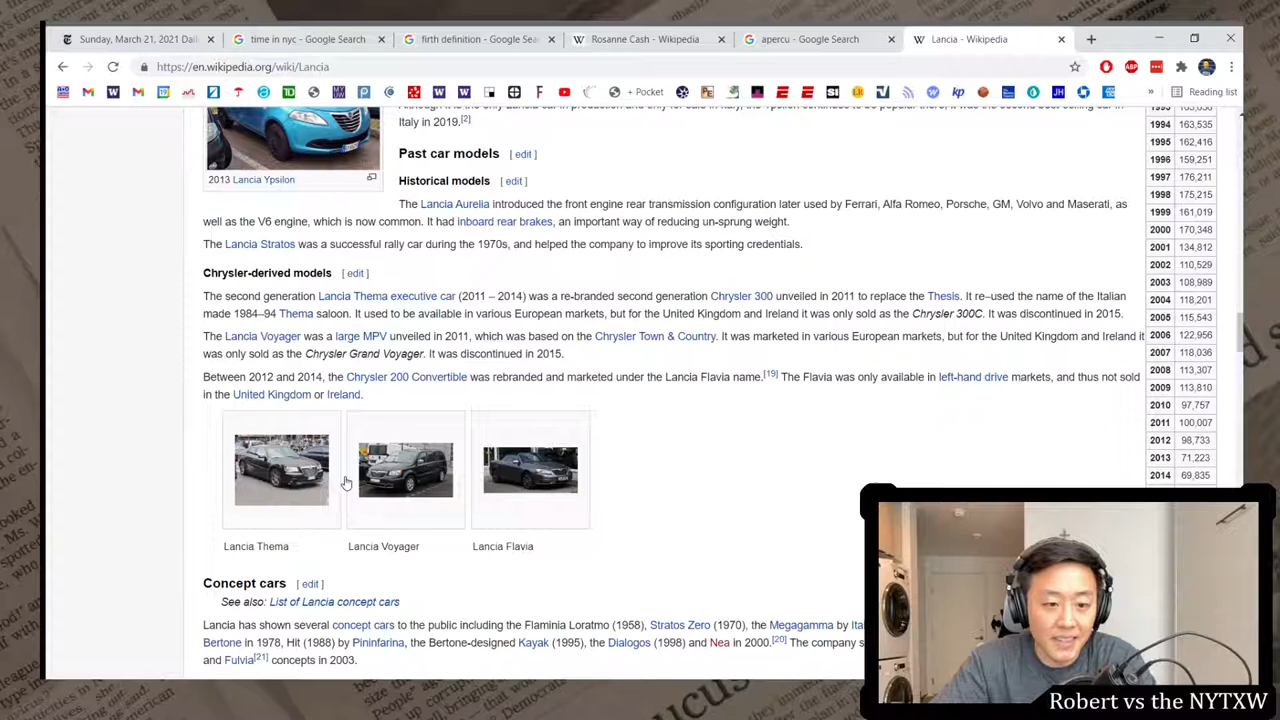 Sunday, March 21, 2021 Dail
time in nyc - Google Search
firth definition - Google Sea
Rosanne Cash - Wikipedia
apercu - Google Search
Lancia - Wikipedia
https://en.wikipedia.org/wiki/Lancia
+ Pocket
Reading list
Italy in 2019.[2]
2013 Lancia Ypsilon
Past car models [ edit ]
Historical models [ edit ]
The Lancia Aurelia introduced the front engine rear transmission configuration later used by Ferrari, Alfa Romeo, Porsche, GM, Volvo and Maserati, as
well as the V6 engine, which is now common. It had inboard rear brakes, an important way of reducing un-sprung weight.
The Lancia Stratos was a successful rally car during the 1970s, and helped the company to improve its sporting credentials.
Chrysler-derived models [ edit ]
The second generation Lancia Thema executive car (2011 – 2014) was a re-branded second generation Chrysler 300 unveiled in 2011 to replace the Thesis. It re–used the name of the Italian
made 1984–94 Thema saloon. It used to be available in various European markets, but for the United Kingdom and Ireland it was only sold as the Chrysler 300C. It was discontinued in 2015.
The Lancia Voyager was a large MPV unveiled in 2011, which was based on the Chrysler Town & Country. It was marketed in various European markets, but for the United Kingdom and Ireland it
was only sold as the Chrysler Grand Voyager. It was discontinued in 2015.
Between 2012 and 2014, the Chrysler 200 Convertible was rebranded and marketed under the Lancia Flavia name.[19] The Flavia was only available in left-hand drive markets, and thus not sold
in the United Kingdom or Ireland.
Lancia Thema
Lancia Voyager
Lancia Flavia
Concept cars [ edit ]
See also: List of Lancia concept cars
Lancia has shown several concept cars to the public including the Flaminia Loratmo (1958), Stratos Zero (1970), the Megagamma by Ital
Bertone in 1978, Hit (1988) by Pininfarina, the Bertone-designed Kayak (1995), the Dialogos (1998) and Nea in 2000.[20] The company s
and Fulvia[21] concepts in 2003.
1994 163,535
1995 162,416
1996 159,251
1997 176,211
1998 175,215
1999 161,019
2000 170,348
2001 134,812
2002 110,529
2003 108,989
2004 118,201
2005 115,543
2006 122,956
2007 118,036
2008 113,307
2009 113,810
2010 97,757
2011 100,007
2012 98,733
2013 71,223
2014 69,835
Robert vs the NYTXW